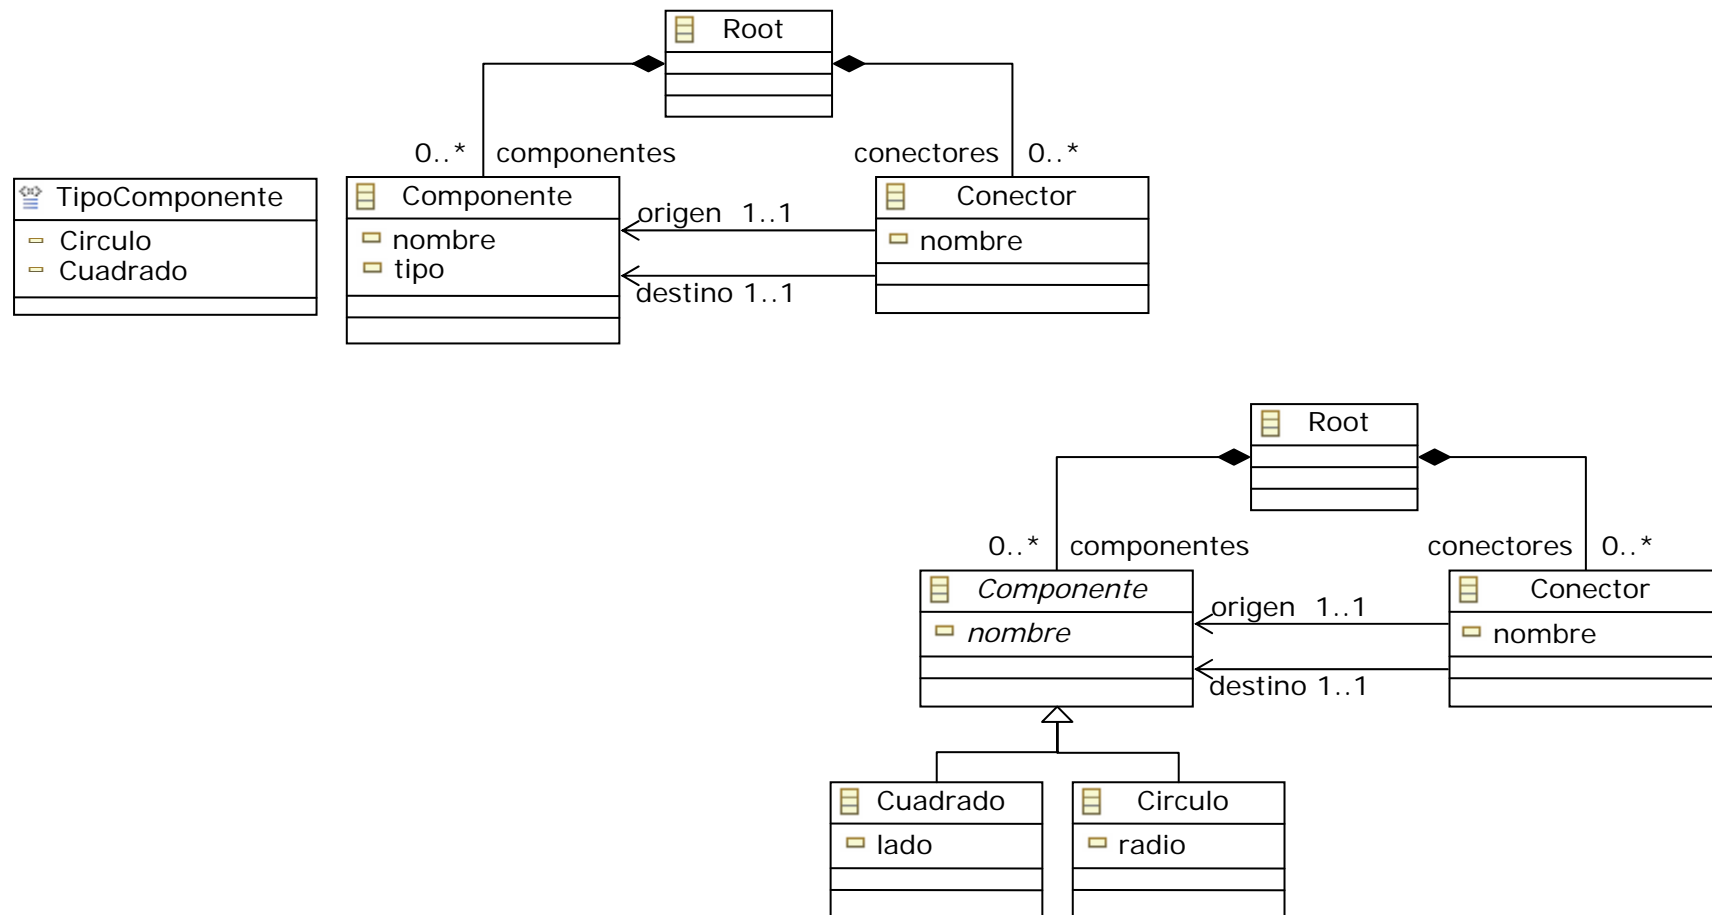 Root
0..* componentes conectores 0..*
TipoComponente
Circulo
Cuadrado
Componente
nombre
tipo
origen 1..1
destino 1..1
Conector
nombre
Root
0..* componentes conectores 0..*
Componente
nombre
origen 1..1
destino 1..1
Conector
nombre
Cuadrado
lado
Circulo
radio